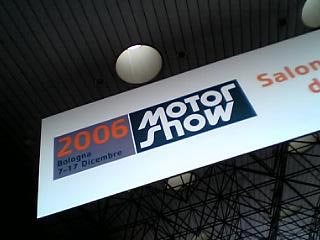 2006
Bologna
7-17 Dicembre
MOTOR
SHOW
Salon
d